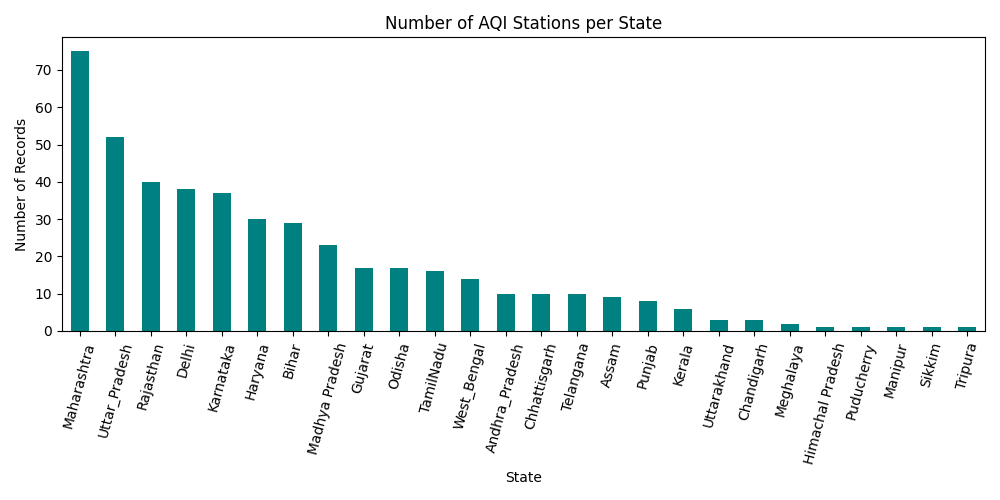 Number of AQI Stations per State
Number of Records
70
60
50
40
30
20
10
0
Maharashtra
Uttar_Pradesh
Rajasthan
Delhi
Karnataka
Haryana
Bihar
Madhya Pradesh
Gujarat
Odisha
TamilNadu
West_Bengal
Andhra_Pradesh
Chhattisgarh
Telangana
Assam
Punjab
Kerala
Uttarakhand
Chandigarh
Meghalaya
Himachal Pradesh
Puducherry
Manipur
Sikkim
Tripura
State